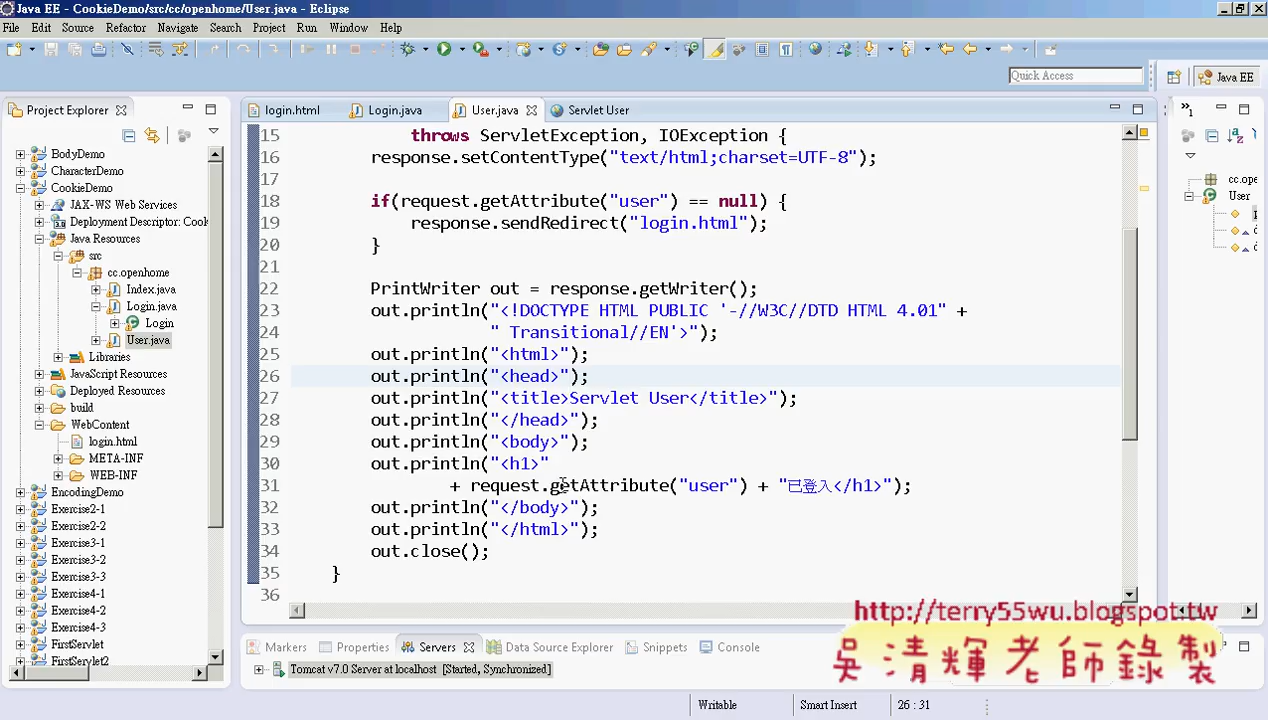 Java EE - CookieDemo/src/cc/openhome/User.java - Eclipse
File Edit Source Refactor Navigate Search Project Run Window Help
Quick Access
Java EE
Project Explorer
login.html Login.java User.java Servlet User
BodyDemo
CharacterDemo
CookieDemo
JAX-WS Web Services
Deployment Descriptor: Cook
Java Resources
src
cc.openhome
Index.java
Login.java
Login
User.java
Libraries
JavaScript Resources
Deployed Resources
build
WebContent
login.html
META-INF
WEB-INF
EncodingDemo
Exercise2-1
Exercise2-2
Exercise3-1
Exercise3-2
Exercise3-3
Exercise4-1
Exercise4-2
Exercise4-3
FirstServlet
FirstServlet2
15 throws ServletException, IOException {
16 response.setContentType("text/html;charset=UTF-8");
17
18 if(request.getAttribute("user") == null) {
19 response.sendRedirect("login.html");
20 }
21
22 PrintWriter out = response.getWriter();
23 out.println("<!DOCTYPE HTML PUBLIC '-//W3C//DTD HTML 4.01" +
24 " Transitional//EN'>");
25 out.println("<html>");
26 out.println("<head>");
27 out.println("<title>Servlet User</title>");
28 out.println("</head>");
29 out.println("<body>");
30 out.println("<h1>"
31 + request.getAttribute("user") + "已登入</h1>");
32 out.println("</body>");
33 out.println("</html>");
34 out.close();
35 }
36
cc.ope
User
Markers Properties Servers Data Source Explorer Snippets Console
Tomcat v7.0 Server at localhost [Started, Synchronized]
http://terry55wu.blogspot.tw
吳清輝老師錄製
Writable Smart Insert 26 : 31